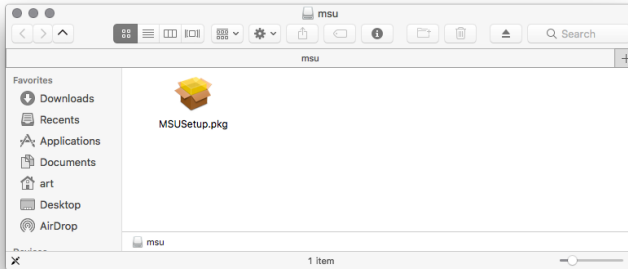 msu
Search
msu
Favorites
Downloads
Recents
Applications
Documents
art
Desktop
AirDrop
MSUSetup.pkg
msu
1 item